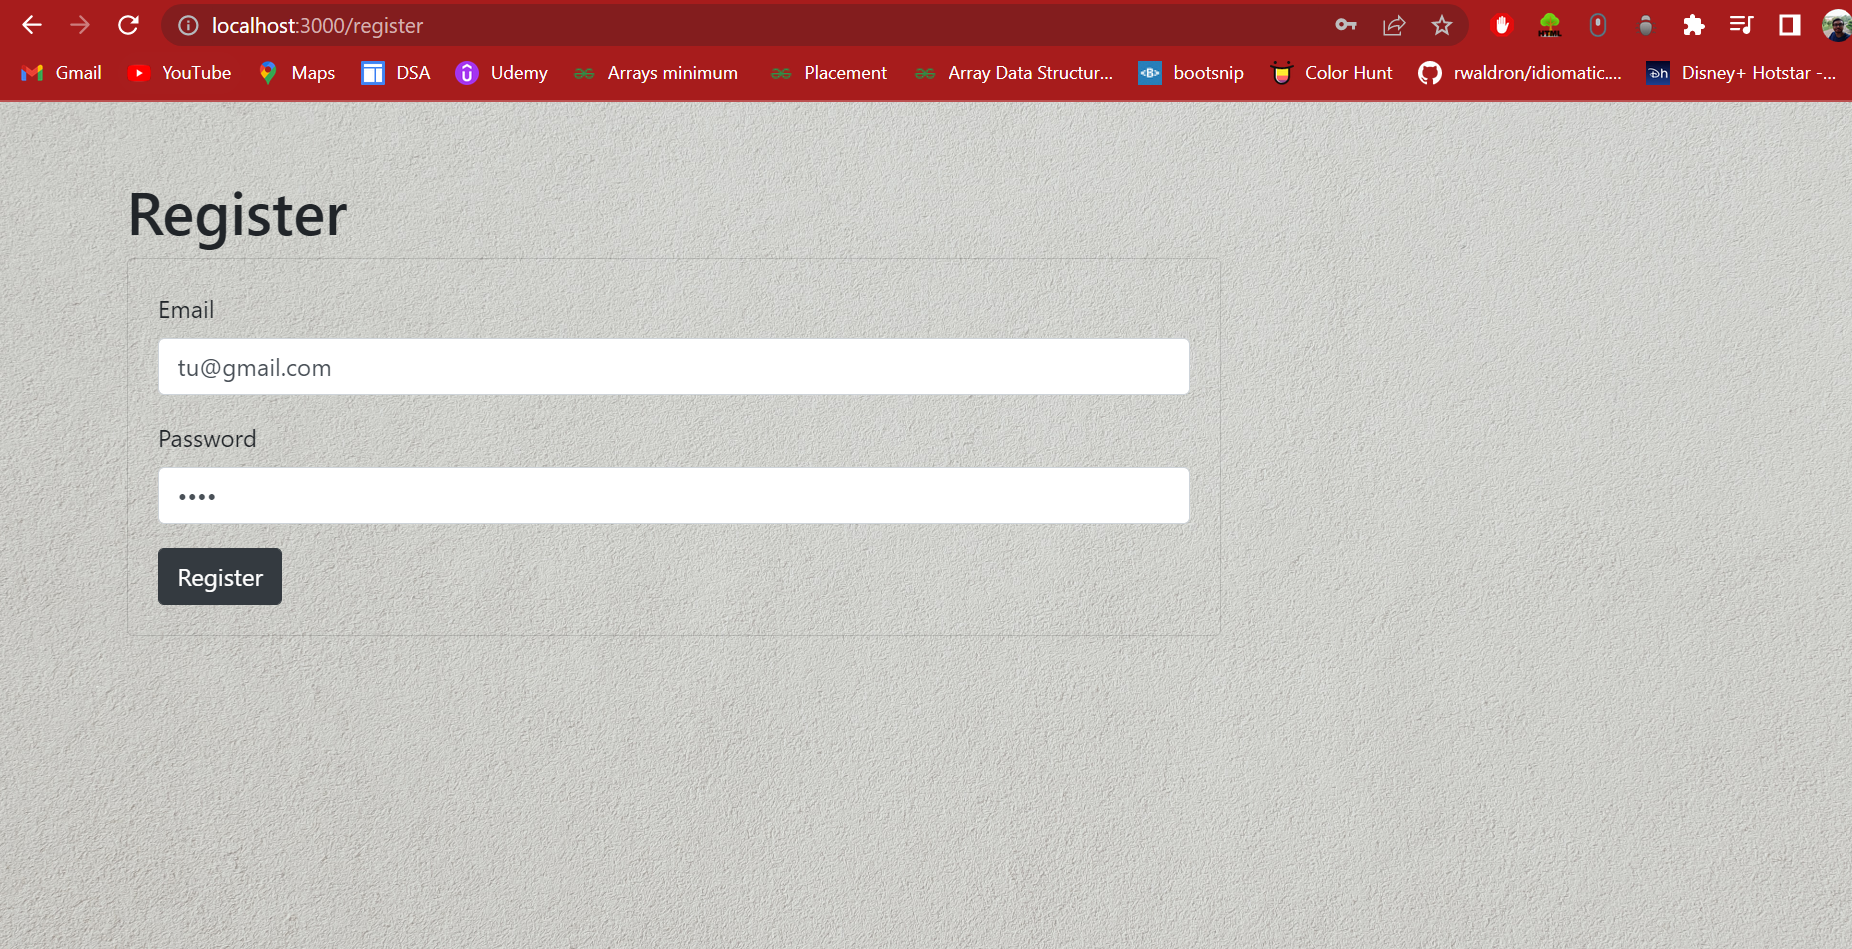 localhost:3000/register
Gmail YouTube Maps DSA Udemy Arrays minimum Placement Array Data Structur... bootsnip Color Hunt rwaldron/idiomatic.... Disney+ Hotstar -...
Register
Email
tu@gmail.com
Password
••••
Register